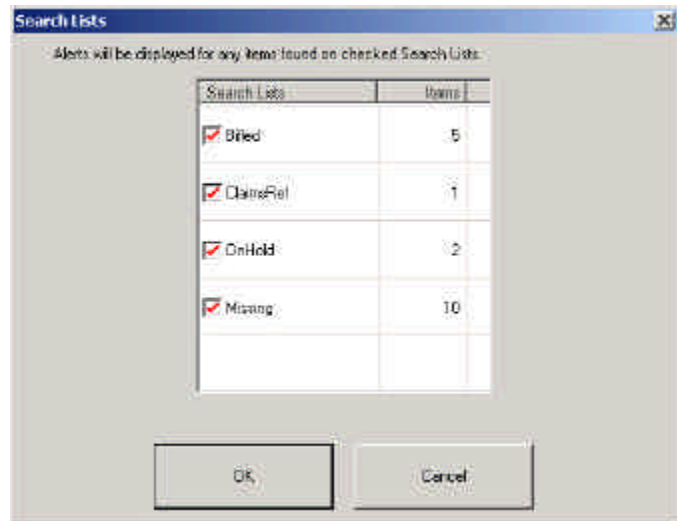 Search Lists
Alerts will be displayed for any items found on checked Search Lists.
Search Lists Items
Billed 5
ClaimsRef 1
OnHold 2
Missing 10
OK Cancel